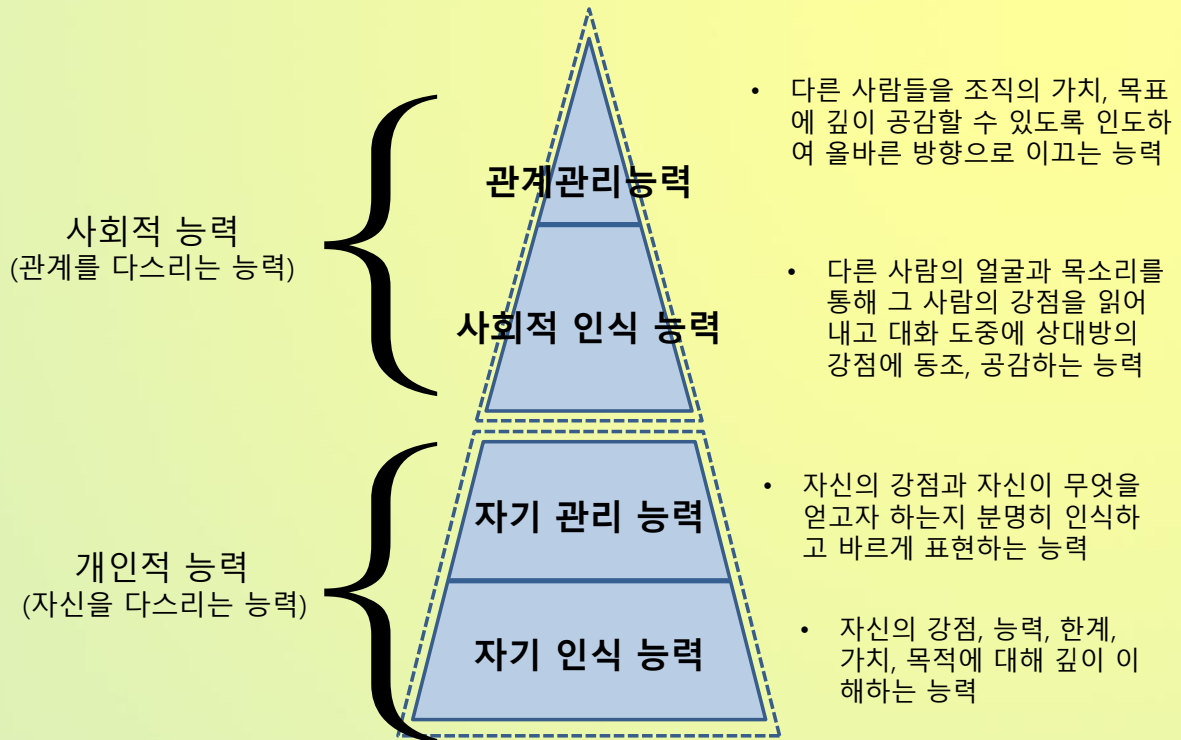 • 다른 사람들을 조직의 가치, 목표
에 깊이 공감할 수 있도록 인도하
여 올바른 방향으로 이끄는 능력
관계관리능력
사회적 능력
(관계를 다스리는 능력)
• 다른 사람의 얼굴과 목소리를
통해 그 사람의 강점을 읽어
내고 대화 도중에 상대방의
강점에 동조, 공감하는 능력
사회적 인식 능력
• 자신의 강점과 자신이 무엇을
얻고자 하는지 분명히 인식하
고 바르게 표현하는 능력
자기 관리 능력
개인적 능력
(자신을 다스리는 능력)
• 자신의 강점, 능력, 한계,
가치, 목적에 대해 깊이 이
해하는 능력
자기 인식 능력